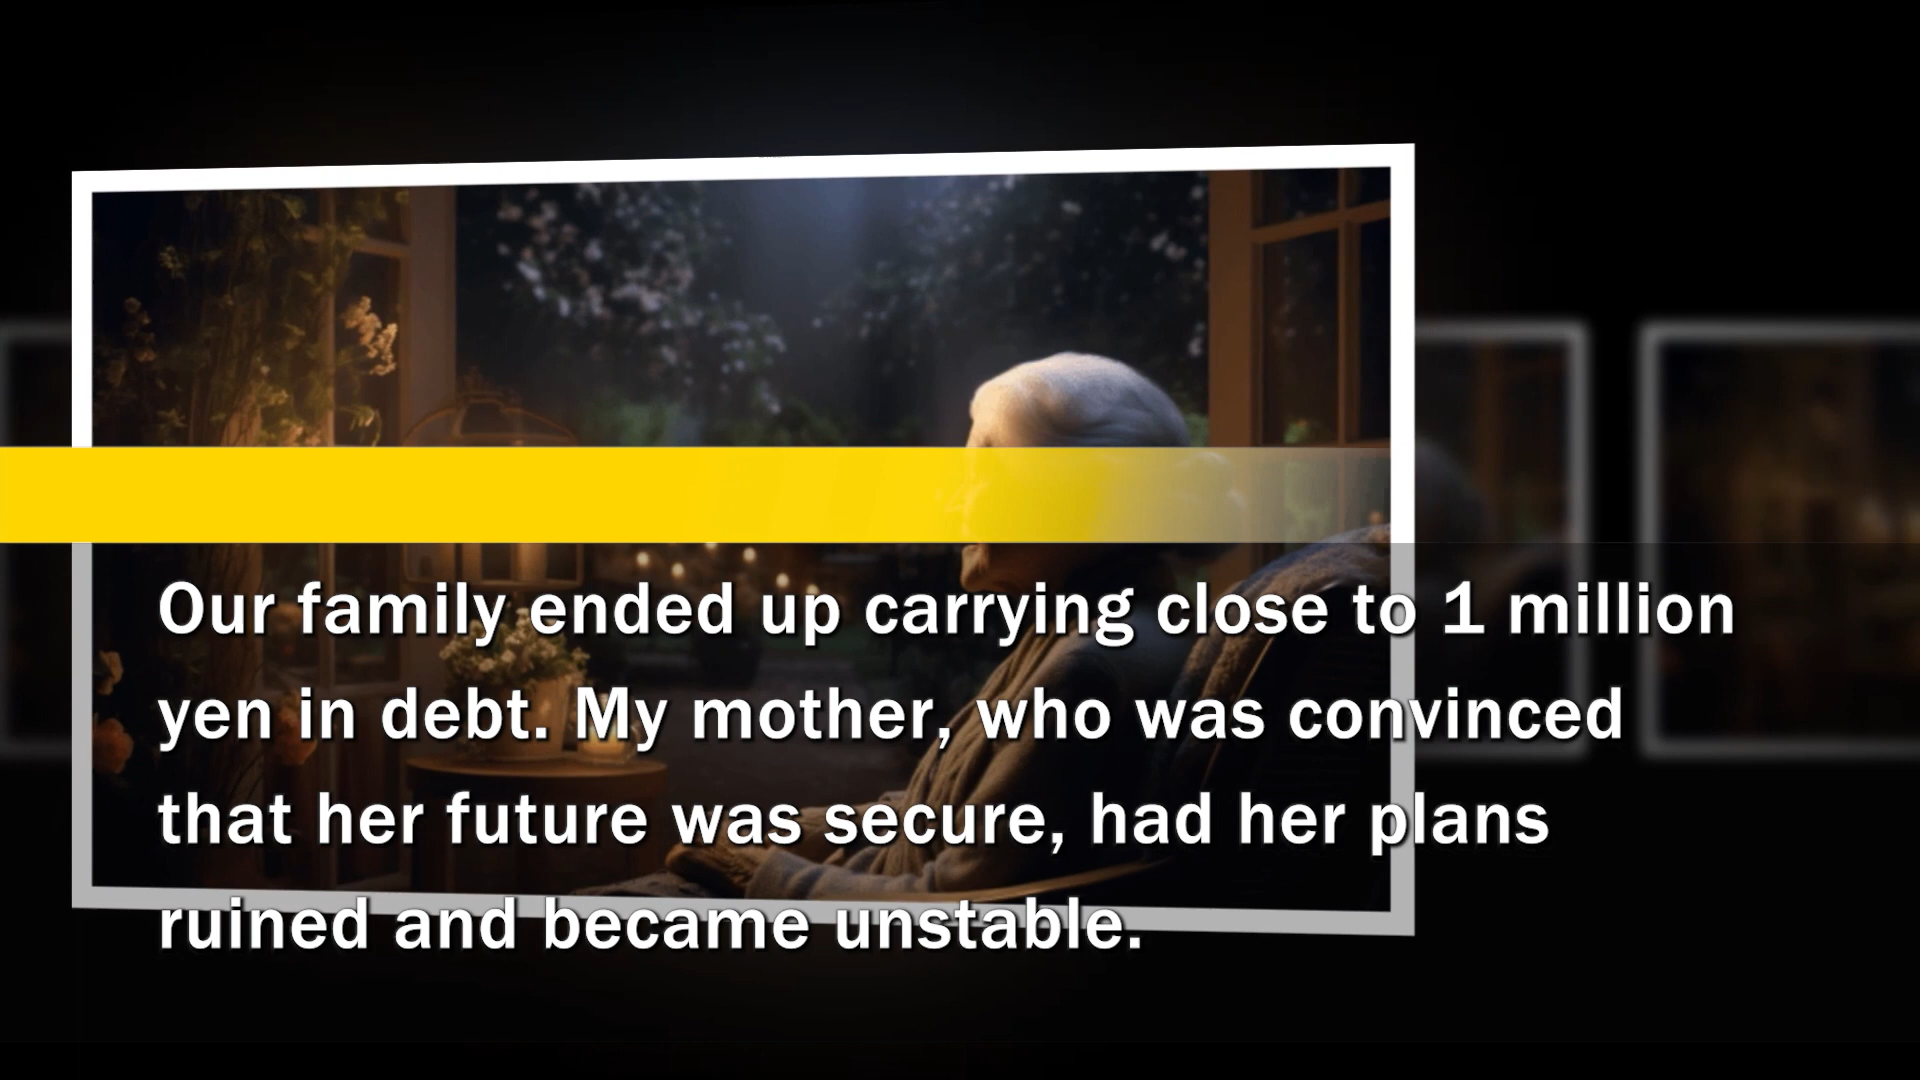 Our family ended up carrying close to 1 million
yen in debt. My mother, who was convinced
that her future was secure, had her plans
ruined and became unstable.